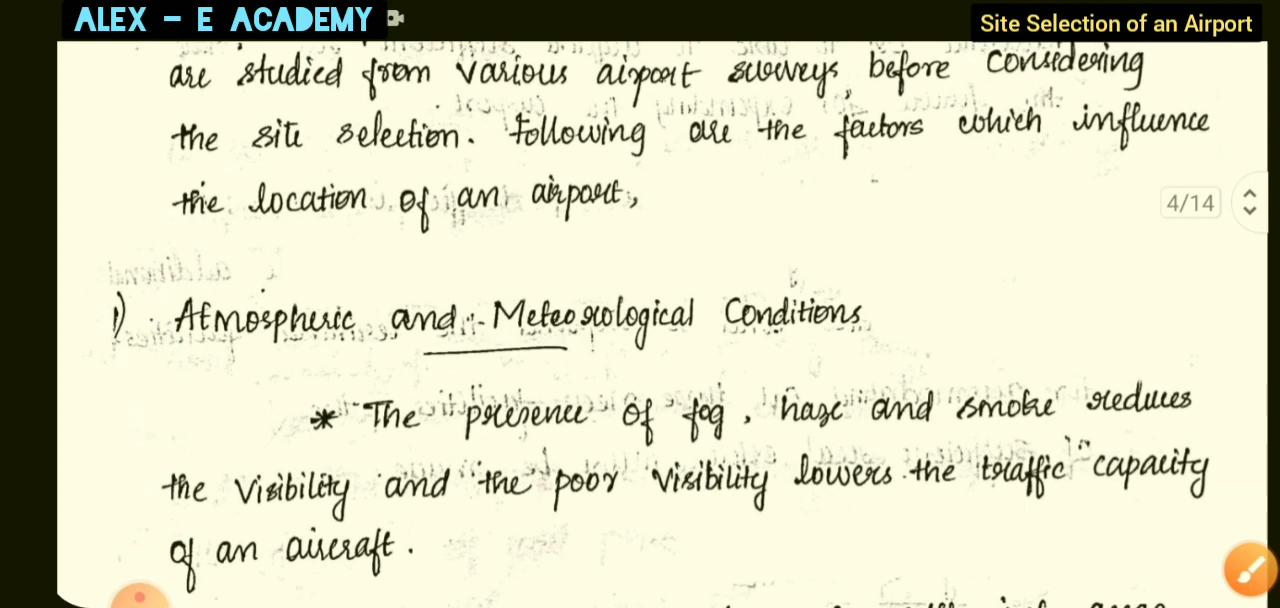 ALEX – E ACADEMY
Site Selection of an Airport
are studied from various airport surveys, before considering
the site selection. Following are the factors which influence
the location of an airport,
4/14
1) Atmospheric and Meteorological Conditions
* The presence of fog, haze and smoke reduces
the visibility and the poor visibility lowers the traffic capacity
of an aircraft.